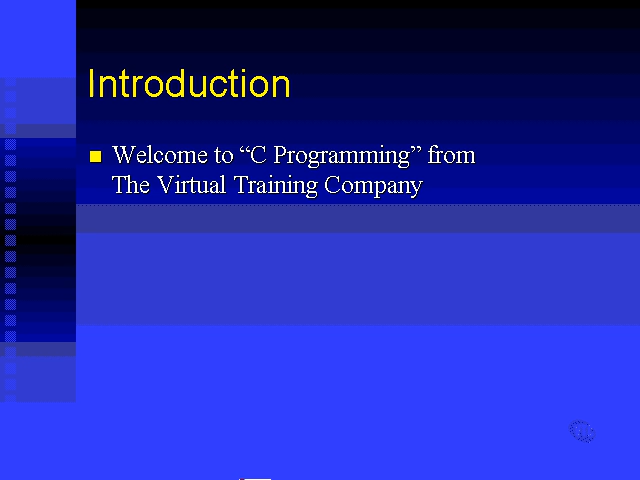 Introduction
Welcome to “C Programming” from
The Virtual Training Company